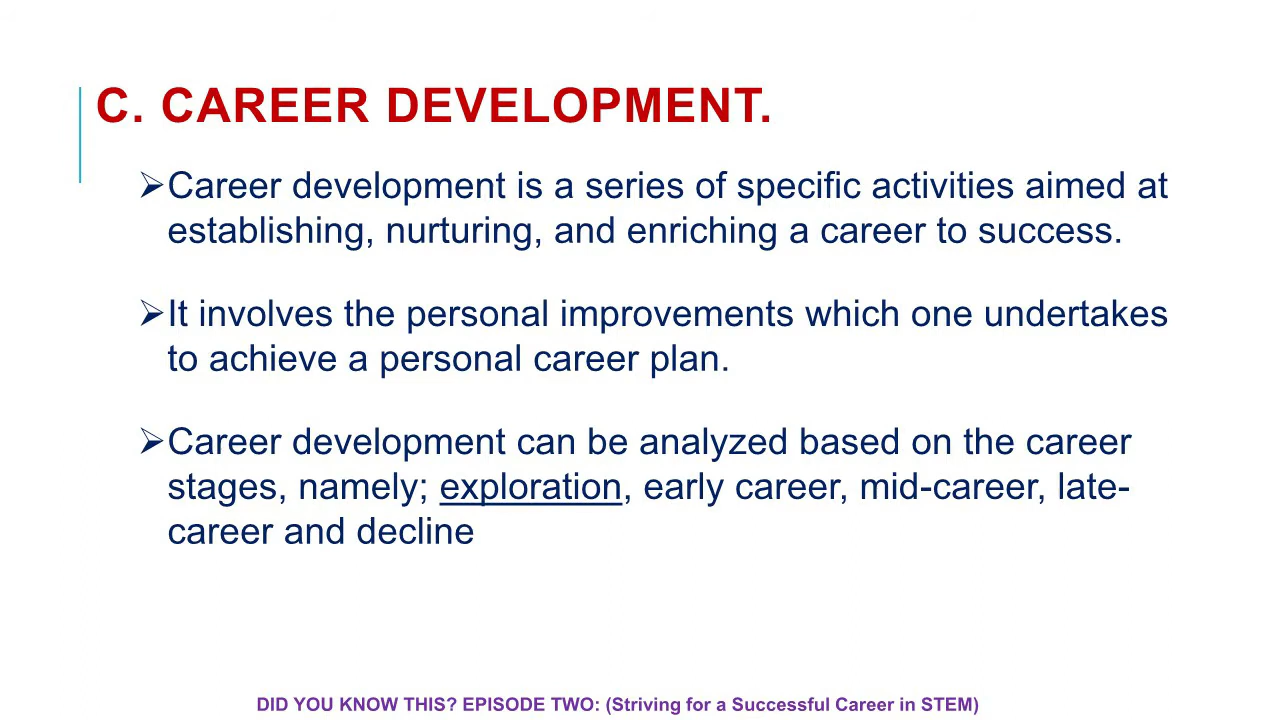 C. CAREER DEVELOPMENT.
➢Career development is a series of specific activities aimed at
establishing, nurturing, and enriching a career to success.
➢It involves the personal improvements which one undertakes
to achieve a personal career plan.
➢Career development can be analyzed based on the career
stages, namely; exploration, early career, mid-career, late-
career and decline
DID YOU KNOW THIS? EPISODE TWO: (Striving for a Successful Career in STEM)